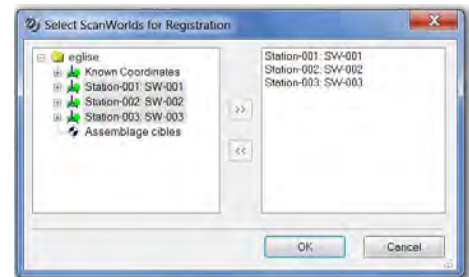 Select ScanWorlds for Registration
eglise
Known Coordinates
Station-001: SW-001
Station-002: SW-002
Station-003: SW-003
Assemblage cibles
>>
<<
Station-001: SW-001
Station-002: SW-002
Station-003: SW-003
OK
Cancel